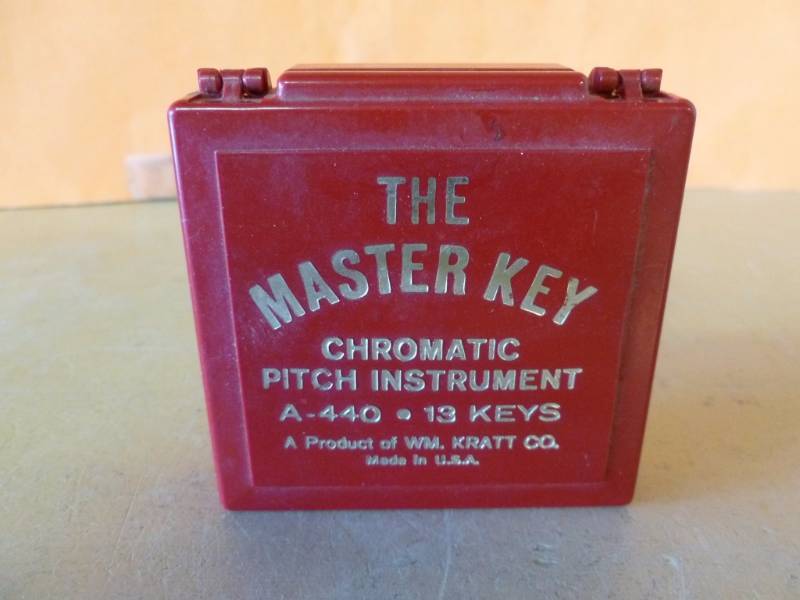 THE
MASTER KEY
CHROMATIC
PITCH INSTRUMENT
A-440 • 13 KEYS
A Product of WM. KRATT CO.
Made in U.S.A.